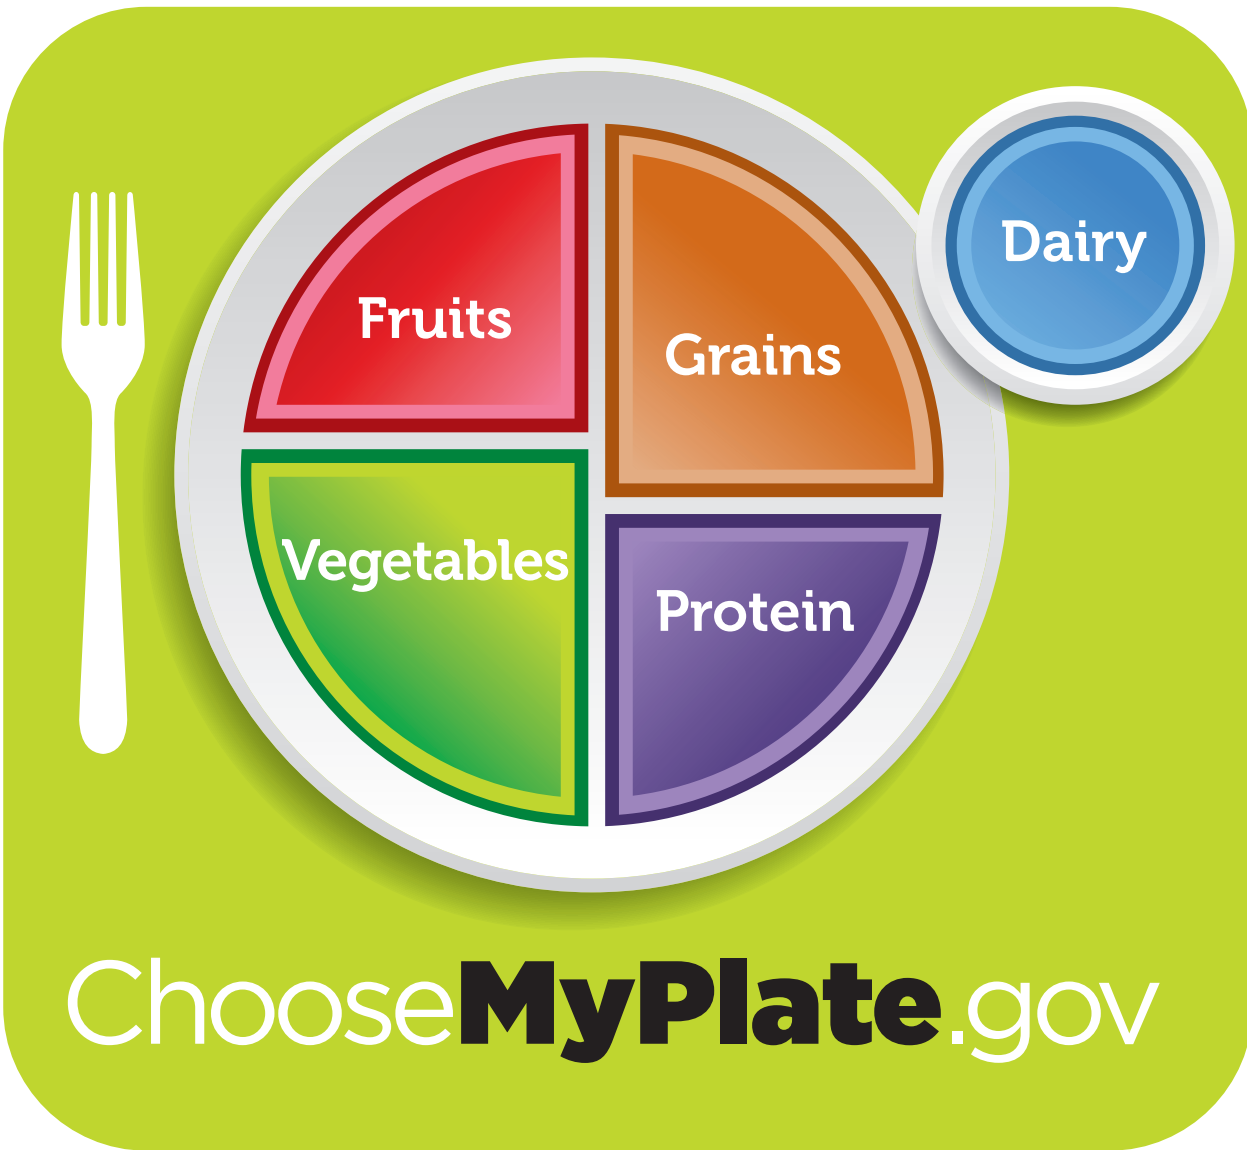 Fruits
Grains
Dairy
Vegetables
Protein
ChooseMyPlate.gov